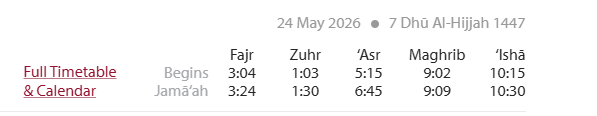 24 May 2026 ● 7 Dhū Al-Hijjah 1447
Fajr Zuhr ‘Asr Maghrib ‘Ishā
Full Timetable Begins 3:04 1:03 5:15 9:02 10:15
& Calendar Jamā‘ah 3:24 1:30 6:45 9:09 10:30